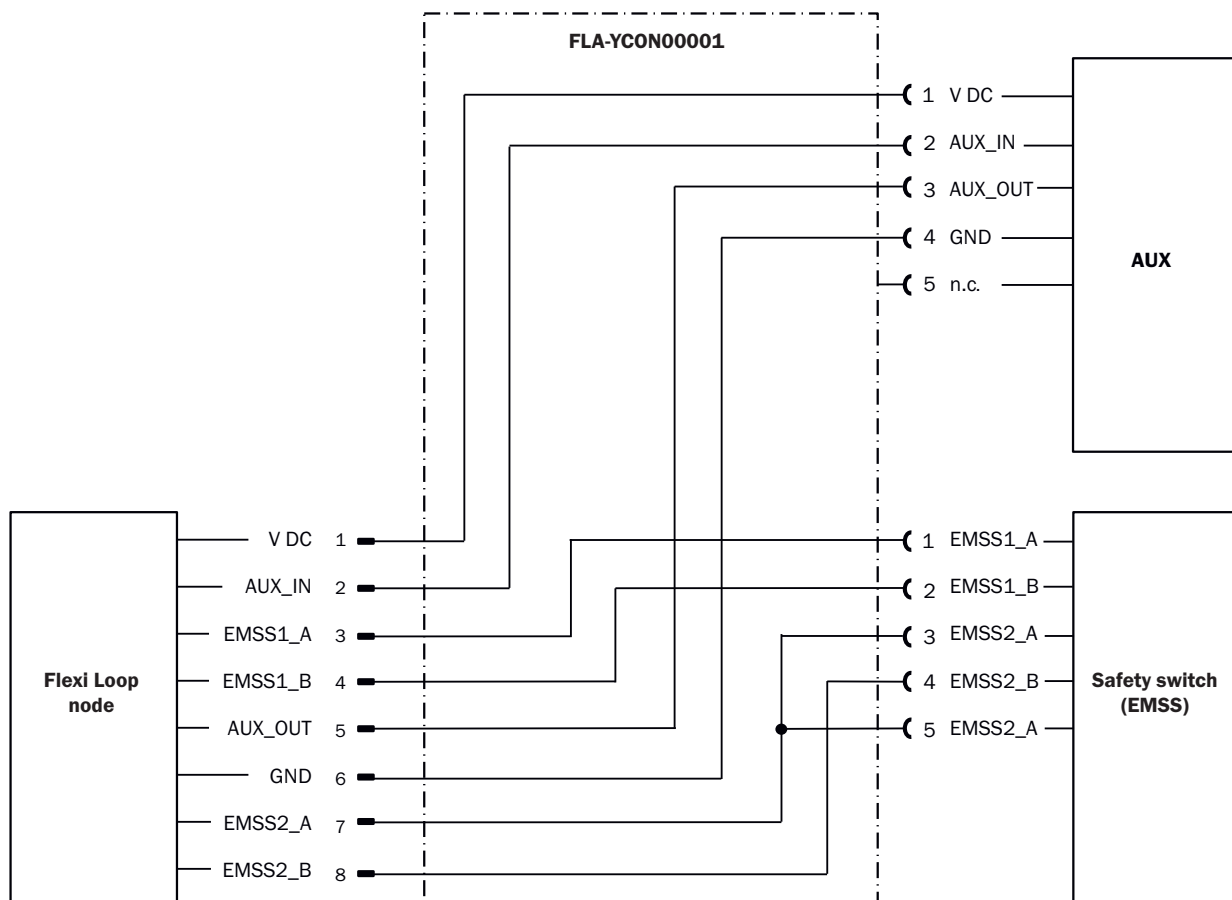 FLA-YCON00001
1 V DC
2 AUX_IN
3 AUX_OUT
4 GND
5 n.c.
AUX
V DC 1
AUX_IN 2
EMSS1_A 3
EMSS1_B 4
AUX_OUT 5
GND 6
EMSS2_A 7
EMSS2_B 8
Flexi Loop
node
1 EMSS1_A
2 EMSS1_B
3 EMSS2_A
4 EMSS2_B
5 EMSS2_A
Safety switch
(EMSS)